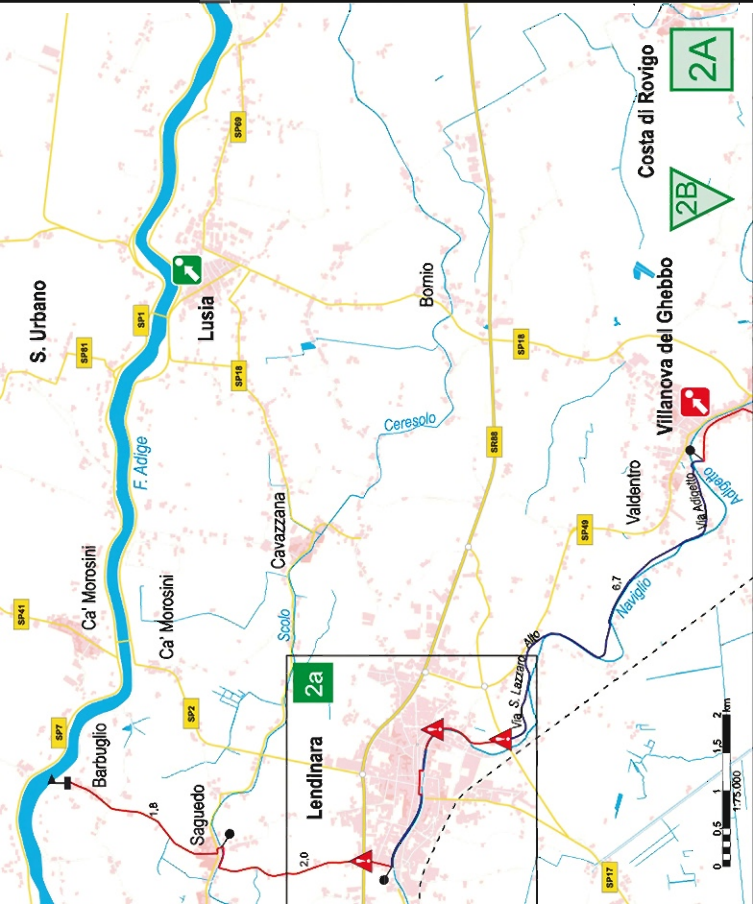 S. Urbano
SP61
SP1
SP69
Lusia
Costa di Rovigo
2A
2B
SP18
F. Adige
Bornio
SP18
Villanova del Ghebbo
SR88
Ceresolo
Cavazzana
Valdentro
SP49
Via Adigetto
Adigetto
Ca' Morosini
SP41
Ca' Morosini
Scolo
6,7
Naviglio
2a
Via S. Lazzaro Alto
SP7
SP2
Barbuglio
Lendinara
1,8
Saguedo
2,0
SP17
0
0,5
1
1,5
2
km
1:75.000